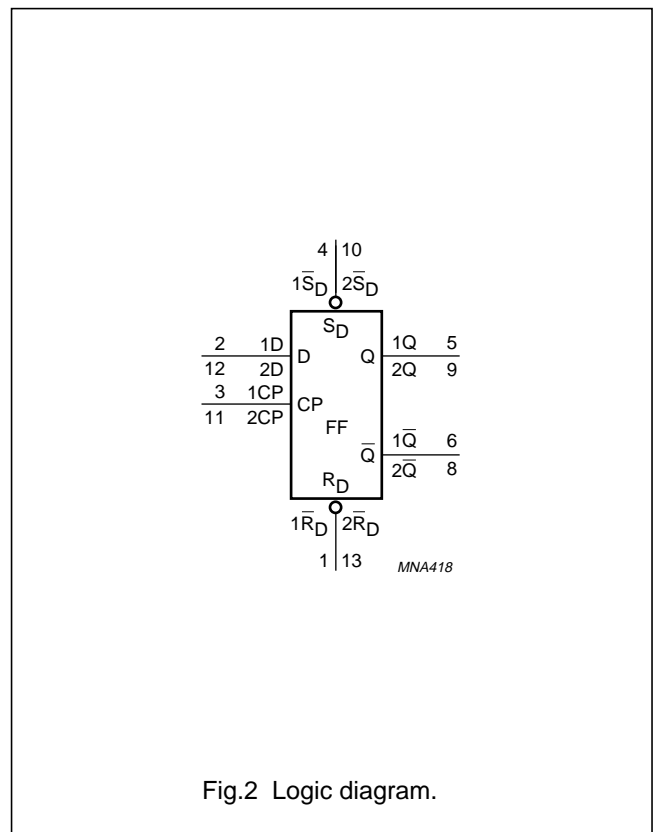 4 10
1S̅D 2S̅D
SD
2 1D D Q 1Q 5
12 2D 2Q 9
3 1CP CP
11 2CP
FF
Q̅ 1Q̅ 6
2Q̅ 8
RD
1R̅D 2R̅D
1 13
MNA418
Fig.2 Logic diagram.